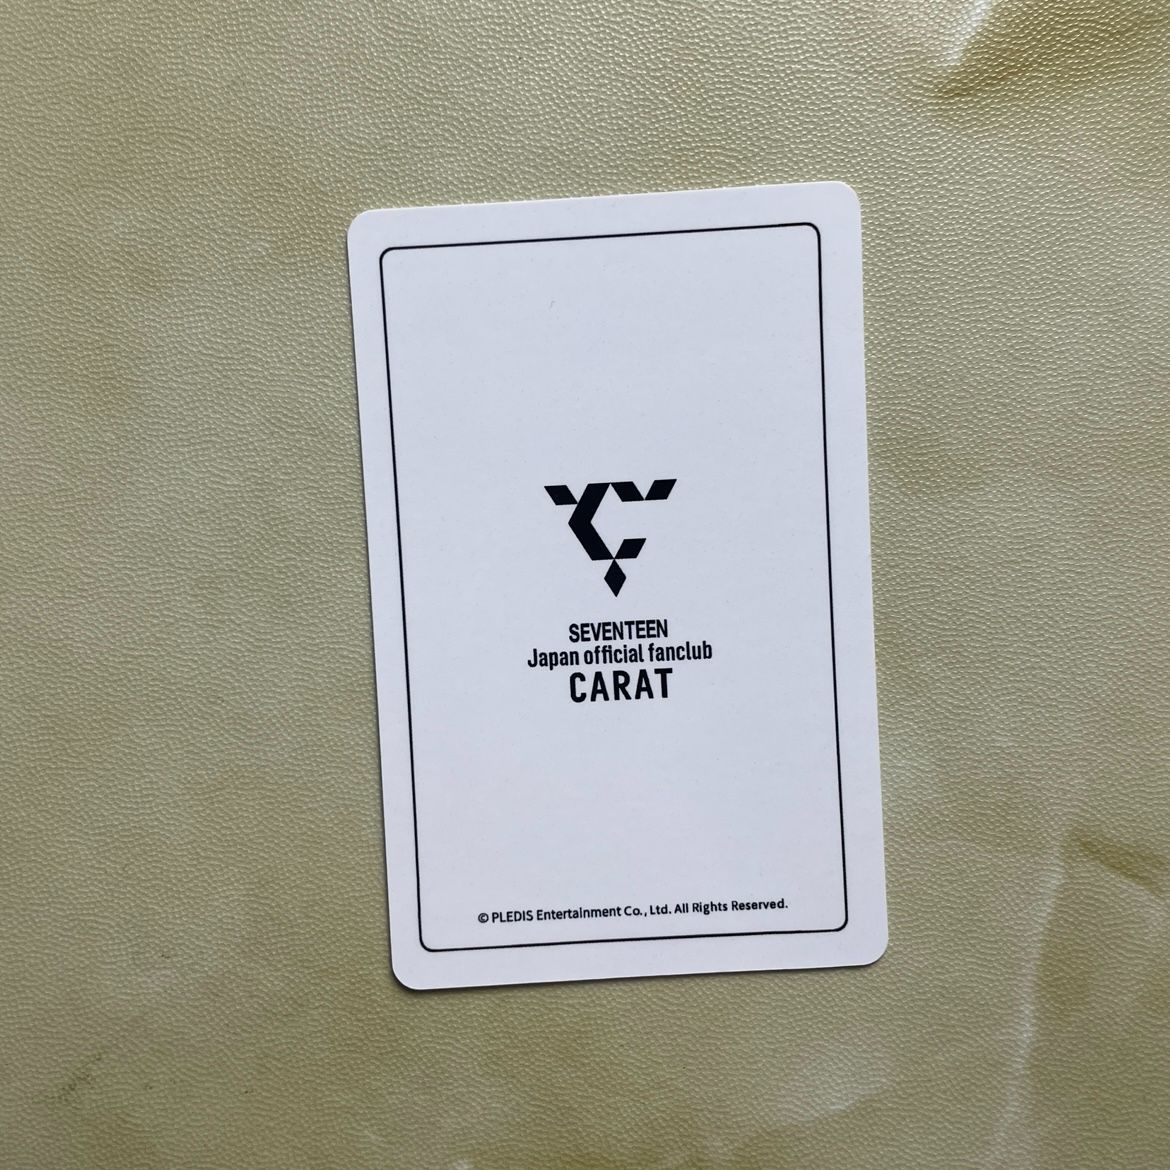 SEVENTEEN
Japan official fanclub
CARAT
© PLEDIS Entertainment Co., Ltd. All Rights Reserved.